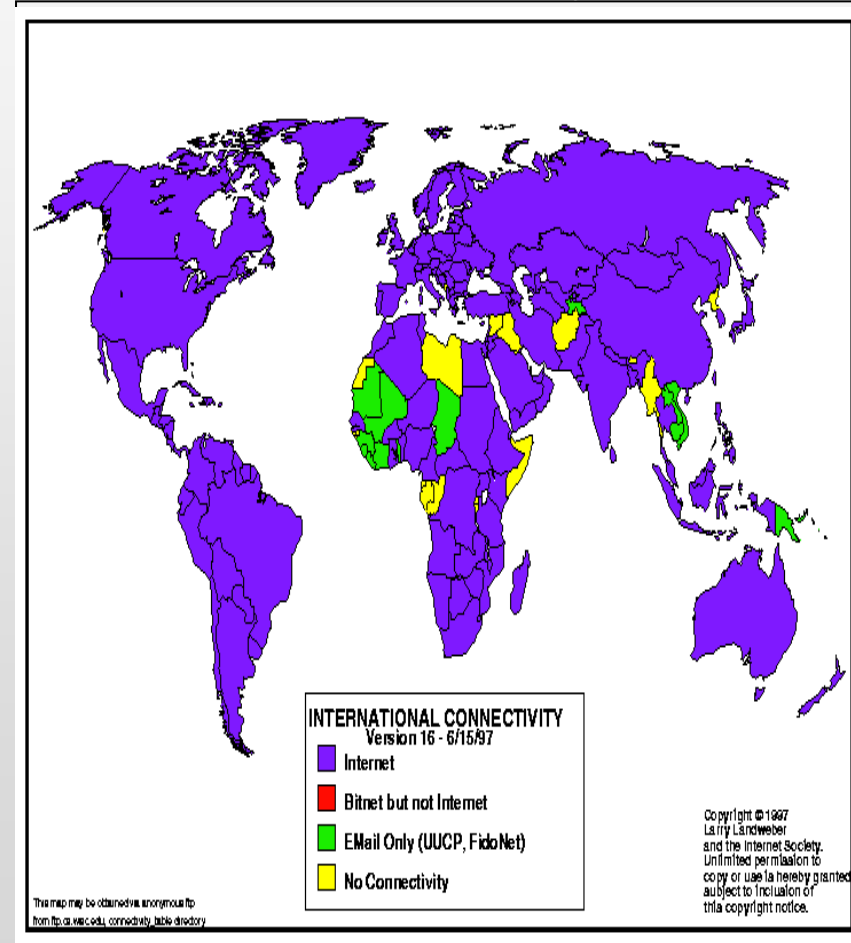 INTERNATIONAL CONNECTIVITY
Version 16 - 6/15/97
Internet
Bitnet but not Internet
EMail Only (UUCP, FidoNet)
No Connectivity
Copyright © 1997
Larry Landweber
and the Internet Society.
Unlimited permission to
copy or use is hereby granted
subject to inclusion of
this copyright notice.
This map may be obtained via anonymous ftp
from ftp.cs.wisc.edu, connectivity_table directory